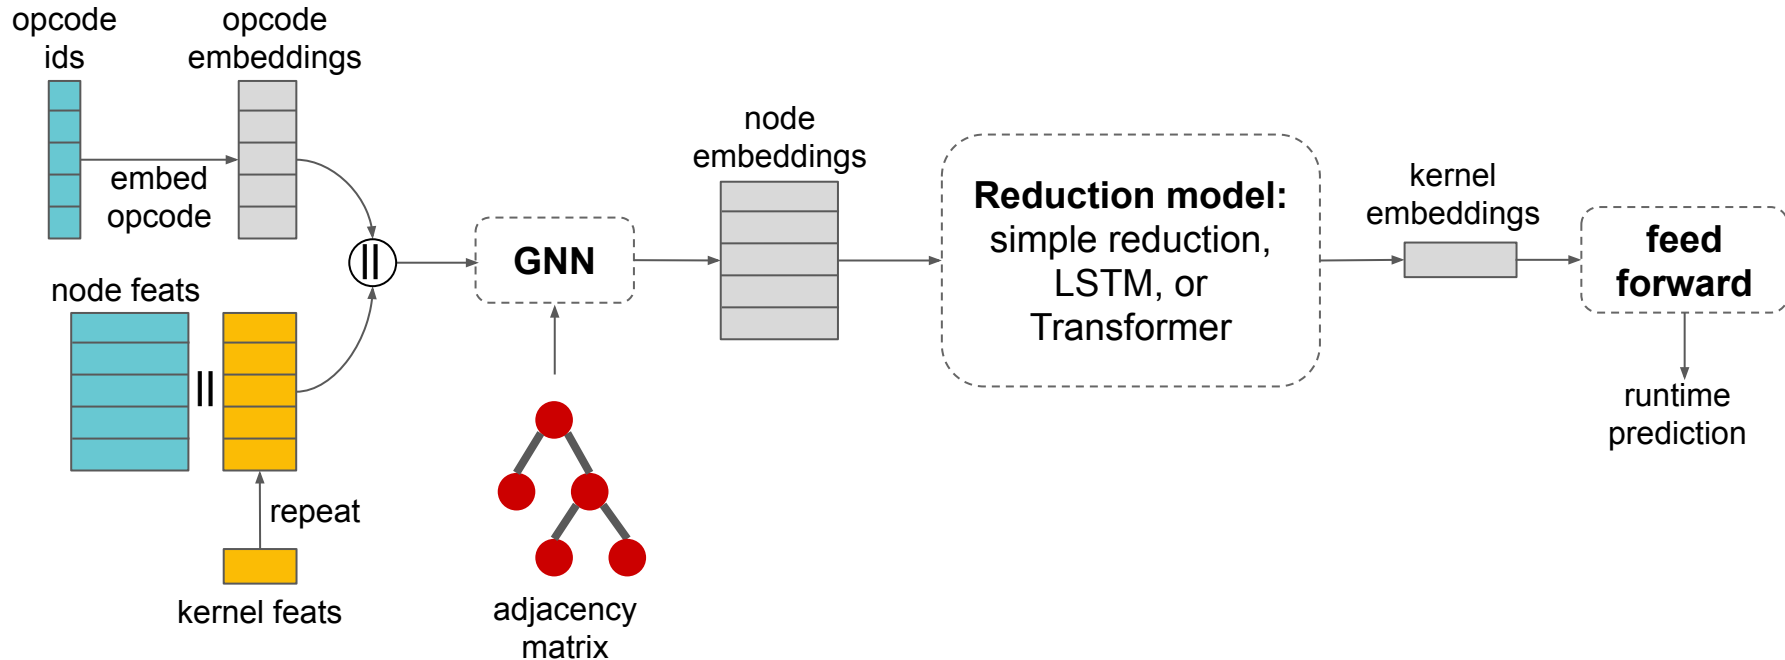 opcode
ids
opcode
embeddings
embed
opcode
||
node feats
||
repeat
kernel feats
GNN
adjacency
matrix
node
embeddings
Reduction model:
simple reduction,
LSTM, or
Transformer
kernel
embeddings
feed
forward
runtime
prediction